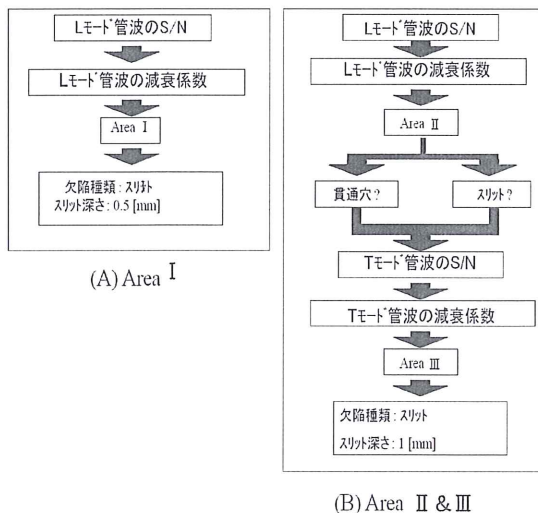 Lモード管波のS/N
Lモード管波の減衰係数
Area Ⅰ
欠陥種類：スリット
スリット深さ：0.5 [mm]
(A) Area Ⅰ
Lモード管波のS/N
Lモード管波の減衰係数
Area Ⅱ
貫通穴？
スリット？
Tモード管波のS/N
Tモード管波の減衰係数
Area Ⅲ
欠陥種類：スリット
スリット深さ：1 [mm]
(B) Area Ⅱ & Ⅲ